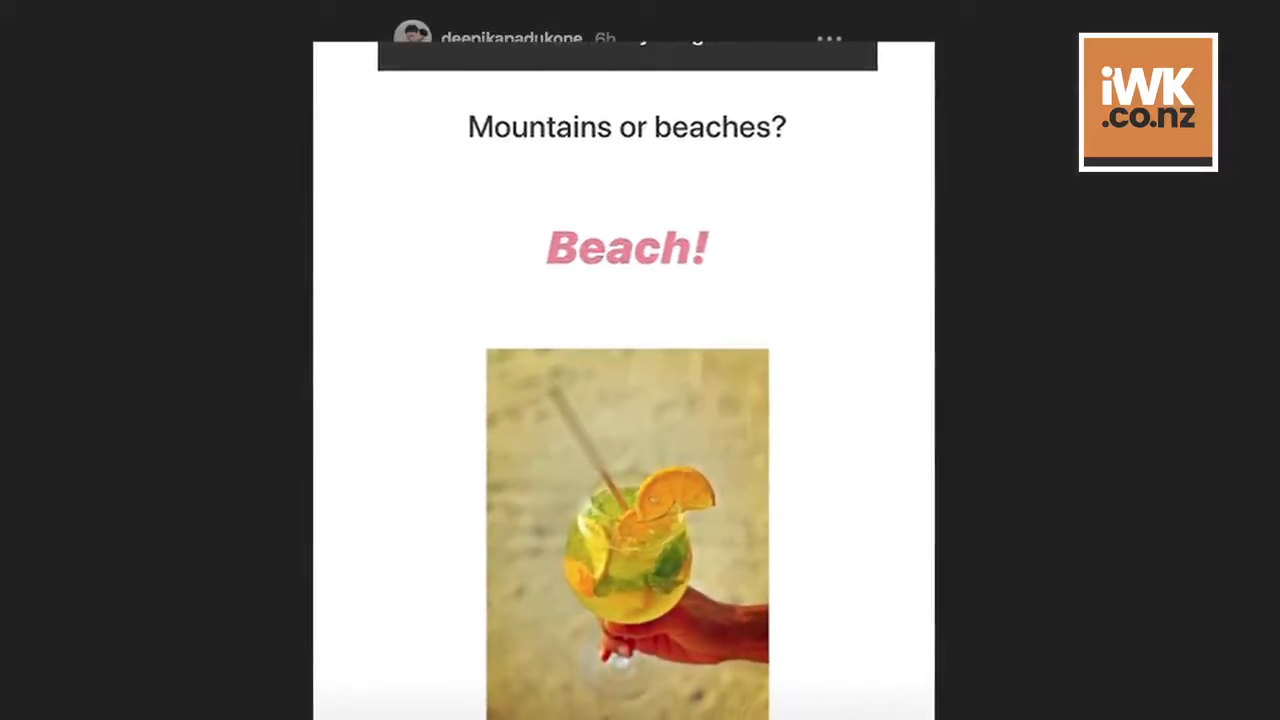 deepikapadukone 6h
Mountains or beaches?
Beach!
iWK
.co.nz